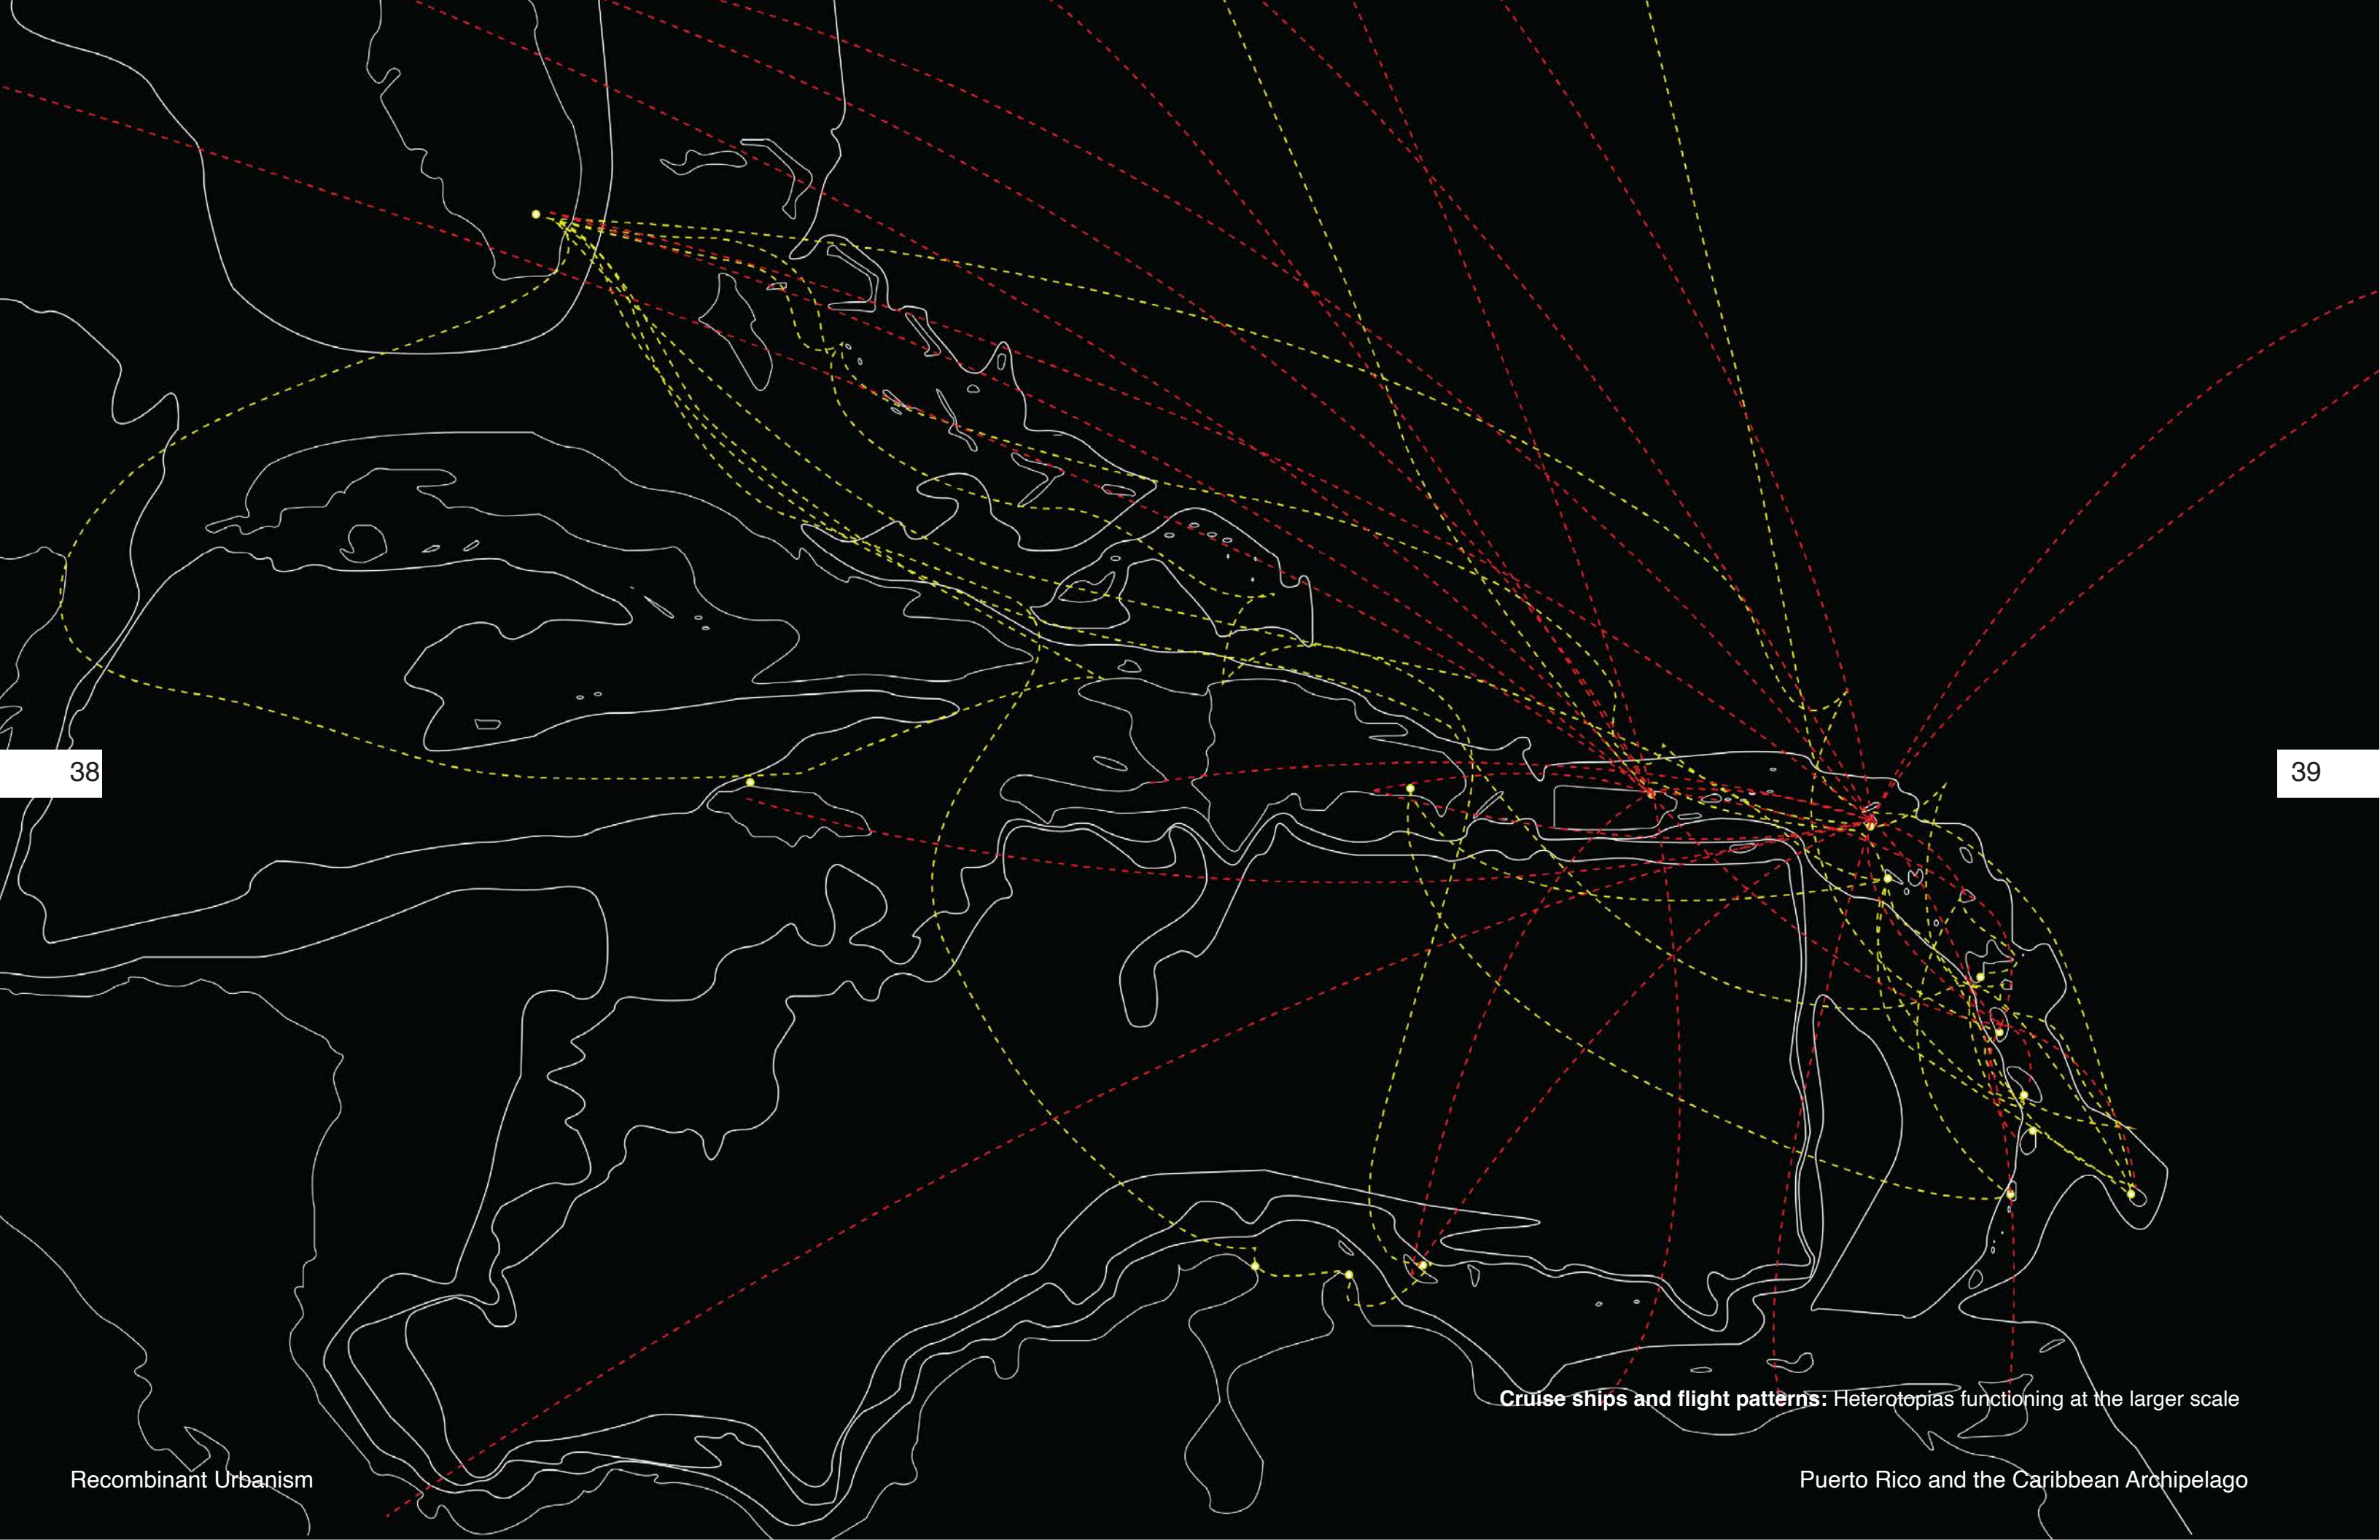 38
39
Cruise ships and flight patterns: Heterotopias functioning at the larger scale
Recombinant Urbanism
Puerto Rico and the Caribbean Archipelago